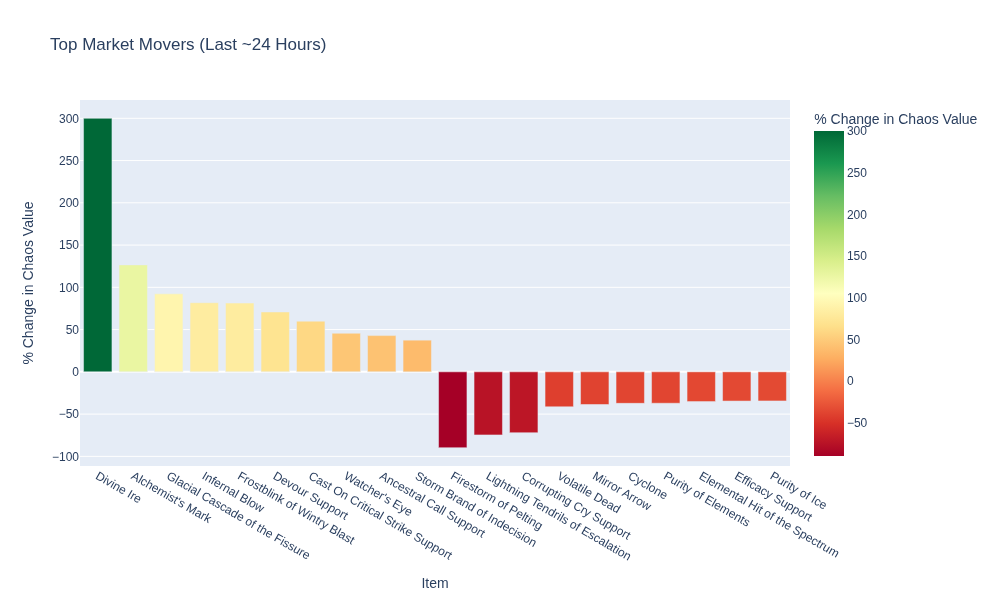 Top Market Movers (Last ~24 Hours)
% Change in Chaos Value
300
250
200
150
100
50
0
−50
−100
Divine Ire
Alchemist's Mark
Glacial Cascade of the Fissure
Infernal Blow
Frostblink of Wintry Blast
Devour Support
Cast On Critical Strike Support
Watcher's Eye
Ancestral Call Support
Storm Brand of Indecision
Firestorm of Pelting
Lightning Tendrils of Escalation
Corrupting Cry Support
Volatile Dead
Mirror Arrow
Cyclone
Purity of Elements
Elemental Hit of the Spectrum
Efficacy Support
Purity of Ice
Item
% Change in Chaos Value
300
250
200
150
100
50
0
−50